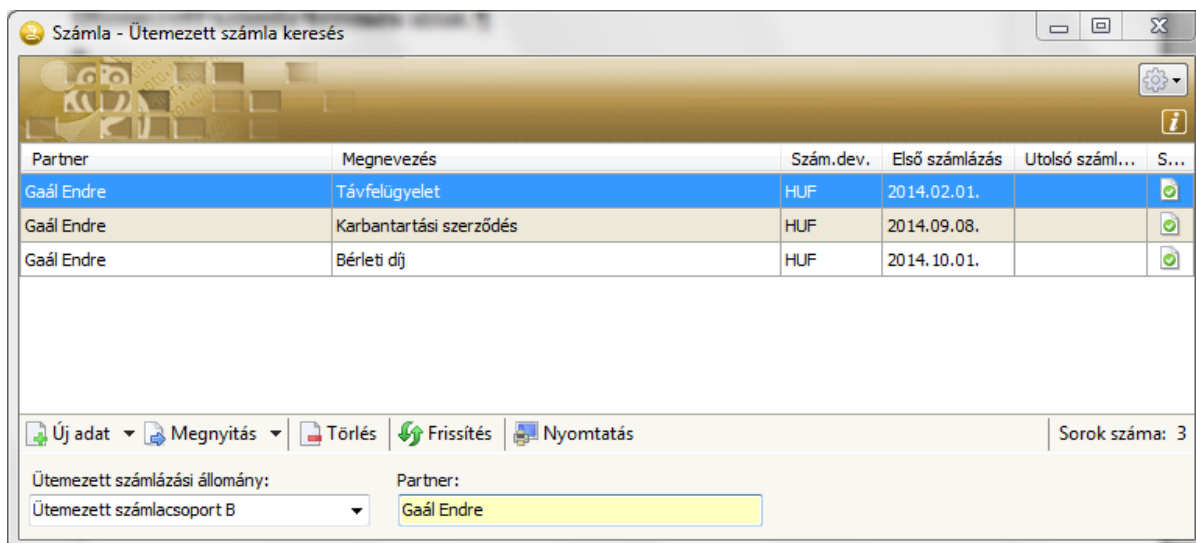 Számla - Ütemezett számla keresés
Partner Megnevezés Szám.dev. Első számlázás Utolsó száml... S...
Gaál Endre Távfelügyelet HUF 2014.02.01.
Gaál Endre Karbantartási szerződés HUF 2014.09.08.
Gaál Endre Bérleti díj HUF 2014.10.01.
Új adat Megnyitás Törlés Frissítés Nyomtatás Sorok száma: 3
Ütemezett számlázási állomány: Partner:
Ütemezett számlacsoport B Gaál Endre